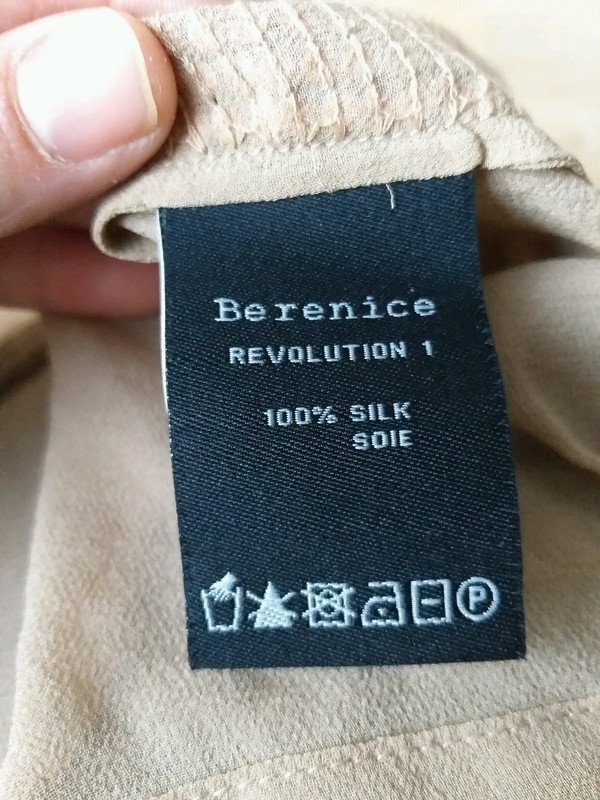 Berenice
REVOLUTION 1
100% SILK
SOIE
P